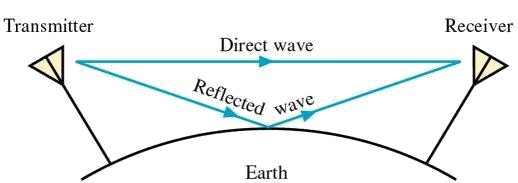 Transmitter
Receiver
Direct wave
Reflected wave
Earth